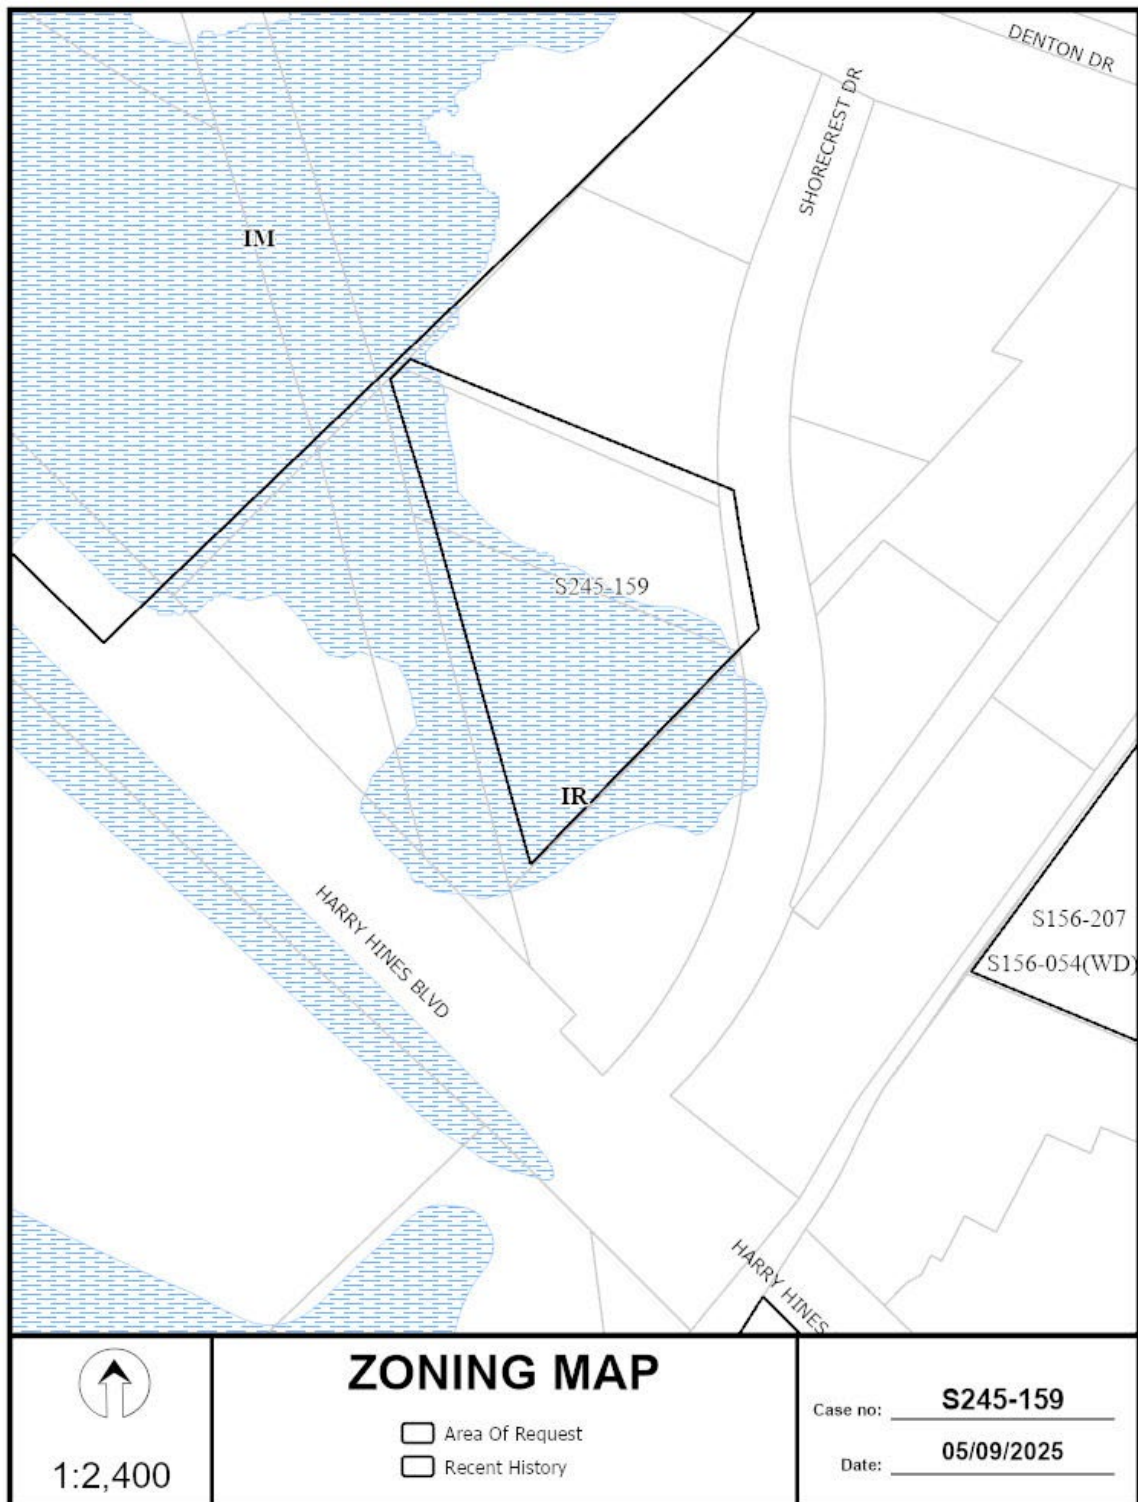 DENTON DR
SHORECREST DR
IM
S245-159
IR
HARRY HINES BLVD
S156-207
S156-054(WD)
HARRY HINES
1:2,400
ZONING MAP
Area Of Request
Recent History
Case no: S245-159
Date: 05/09/2025